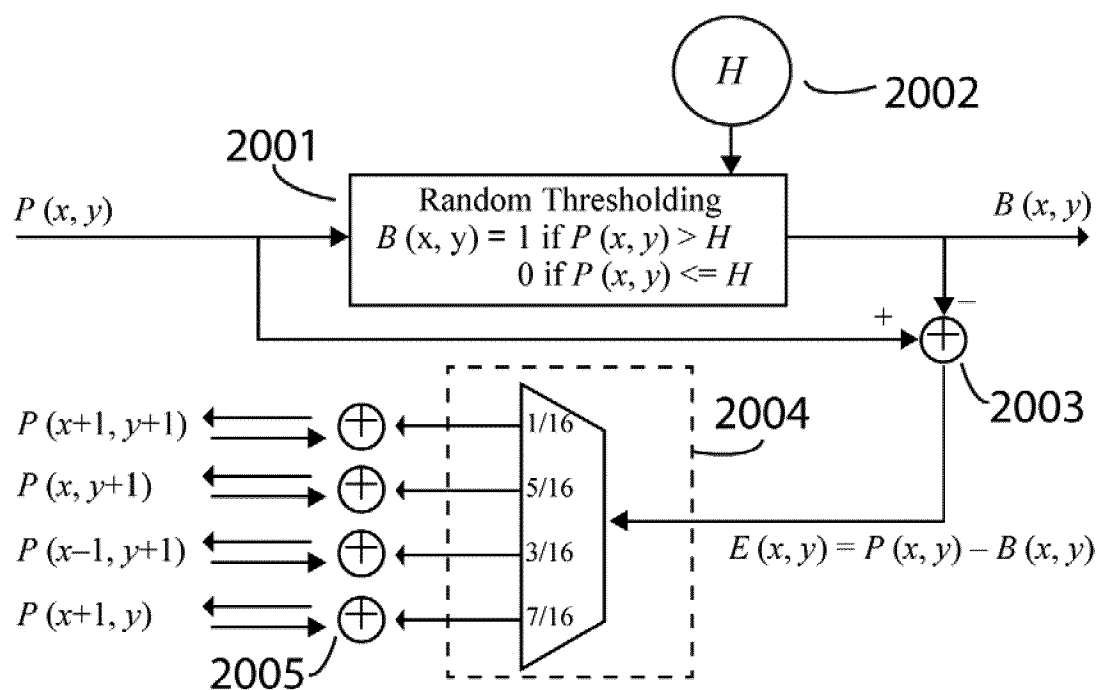 H
2002
2001
Random Thresholding
P (x, y)
B (x, y) = 1 if P (x, y) > H
0 if P (x, y) <= H
B (x, y)
−
+
+
2003
2004
P (x+1, y+1)
+
1/16
P (x, y+1)
+
5/16
P (x–1, y+1)
+
3/16
E (x, y) = P (x, y) – B (x, y)
P (x+1, y)
+
7/16
2005